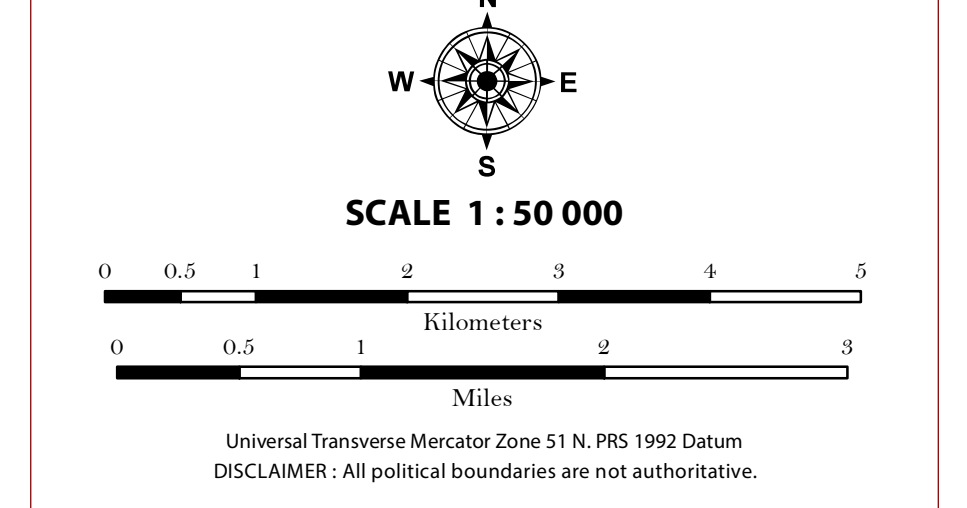 N
W E
S
SCALE 1 : 50 000
0 0.5 1 2 3 4 5
Kilometers
0 0.5 1 2 3
Miles
Universal Transverse Mercator Zone 51 N. PRS 1992 Datum
DISCLAIMER : All political boundaries are not authoritative.